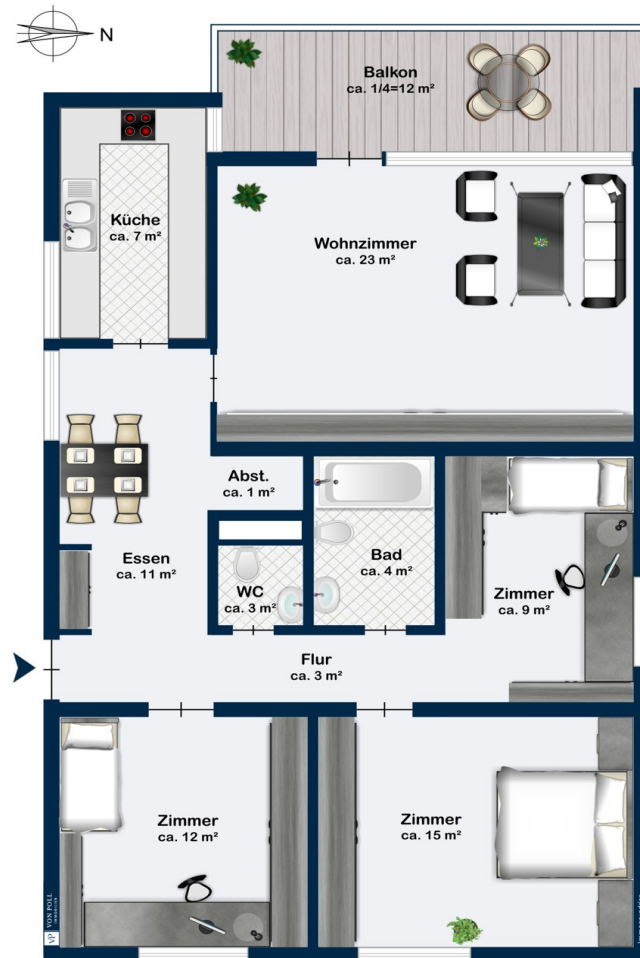 N
Balkon
ca. 1/4=12 m²
Küche
ca. 7 m²
Wohnzimmer
ca. 23 m²
Abst.
ca. 1 m²
Essen
ca. 11 m²
WC
ca. 3 m²
Bad
ca. 4 m²
Zimmer
ca. 9 m²
Flur
ca. 3 m²
Zimmer
ca. 12 m²
Zimmer
ca. 15 m²
VP VON POLL
IMMOBILIEN